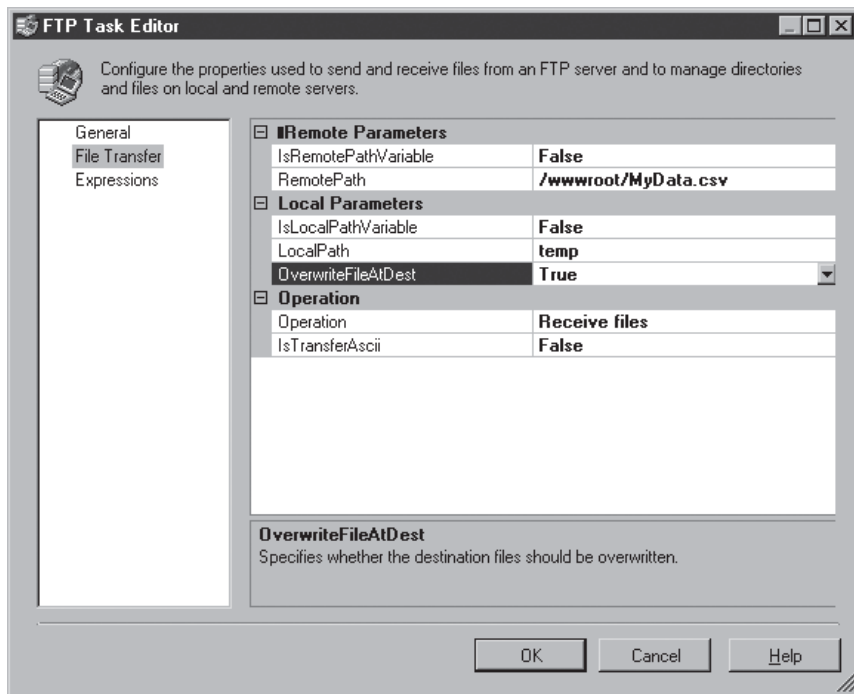 FTP Task Editor
Configure the properties used to send and receive files from an FTP server and to manage directories
and files on local and remote servers.
General
File Transfer
Expressions
Remote Parameters
IsRemotePathVariable False
RemotePath /wwwroot/MyData.csv
Local Parameters
IsLocalPathVariable False
LocalPath temp
OverwriteFileAtDest True
Operation
Operation Receive files
IsTransferAscii False
OverwriteFileAtDest
Specifies whether the destination files should be overwritten.
OK Cancel Help